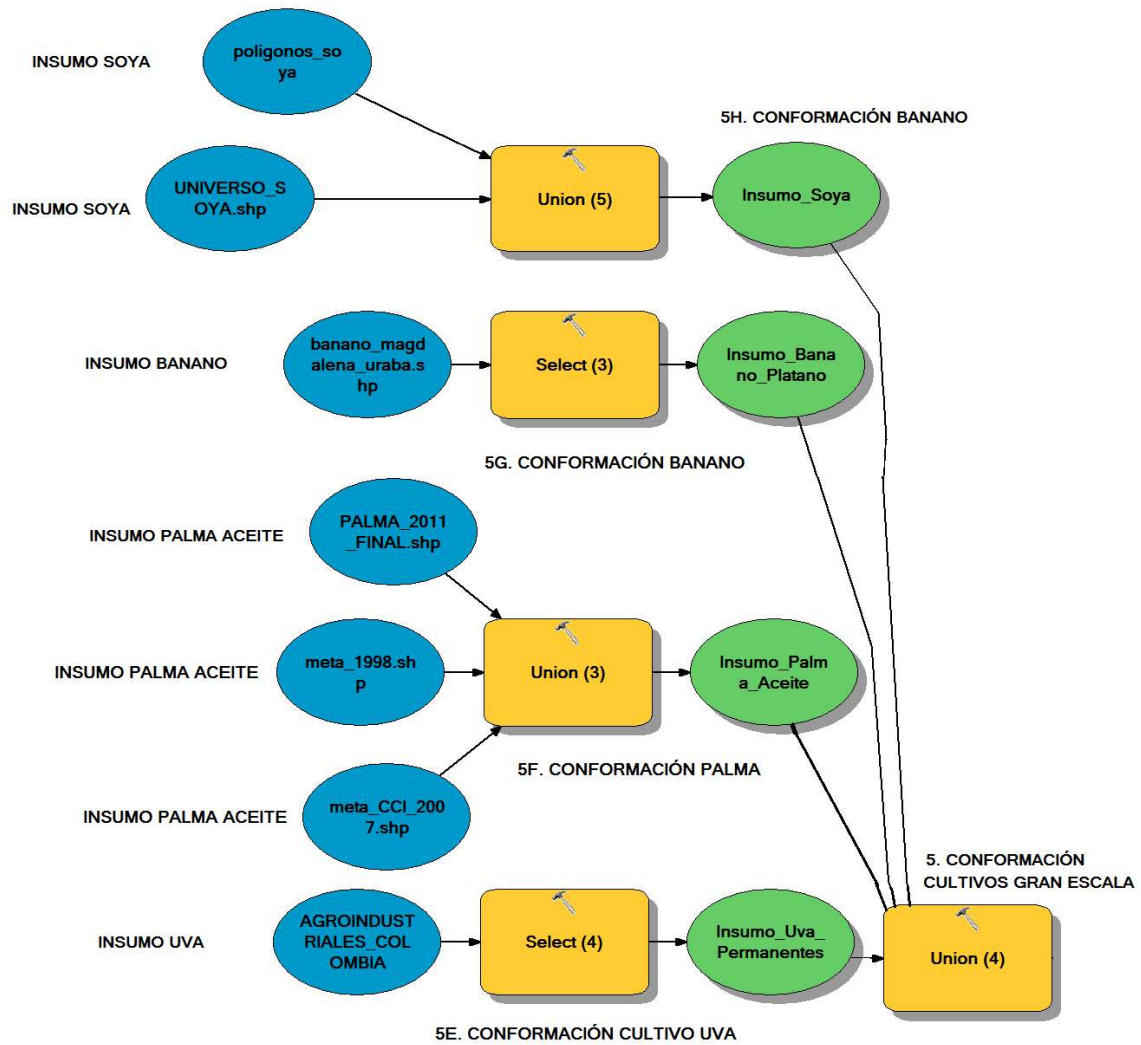 INSUMO SOYA
poligonos_so
ya
5H. CONFORMACIÓN BANANO
INSUMO SOYA
UNIVERSO_S
OYA.shp
Union (5)
Insumo_Soya
INSUMO BANANO
banano_magd
alena_uraba.s
hp
Select (3)
Insumo_Bana
no_Platano
5G. CONFORMACIÓN BANANO
INSUMO PALMA ACEITE
PALMA_2011
_FINAL.shp
INSUMO PALMA ACEITE
meta_1998.sh
p
Union (3)
Insumo_Palm
a_Aceite
5F. CONFORMACIÓN PALMA
INSUMO PALMA ACEITE
meta_CCI_200
7.shp
5. CONFORMACIÓN
CULTIVOS GRAN ESCALA
INSUMO UVA
AGROINDUST
RIALES_COL
OMBIA
Select (4)
Insumo_Uva_
Permanentes
Union (4)
5E. CONFORMACIÓN CULTIVO UVA